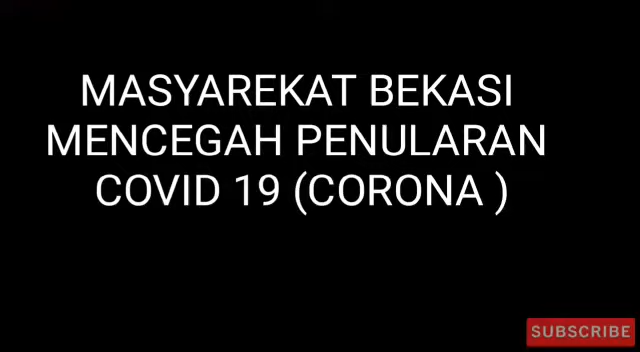 MASYAREKAT BEKASI
MENCEGAH PENULARAN
COVID 19 (CORONA )
SUBSCRIBE